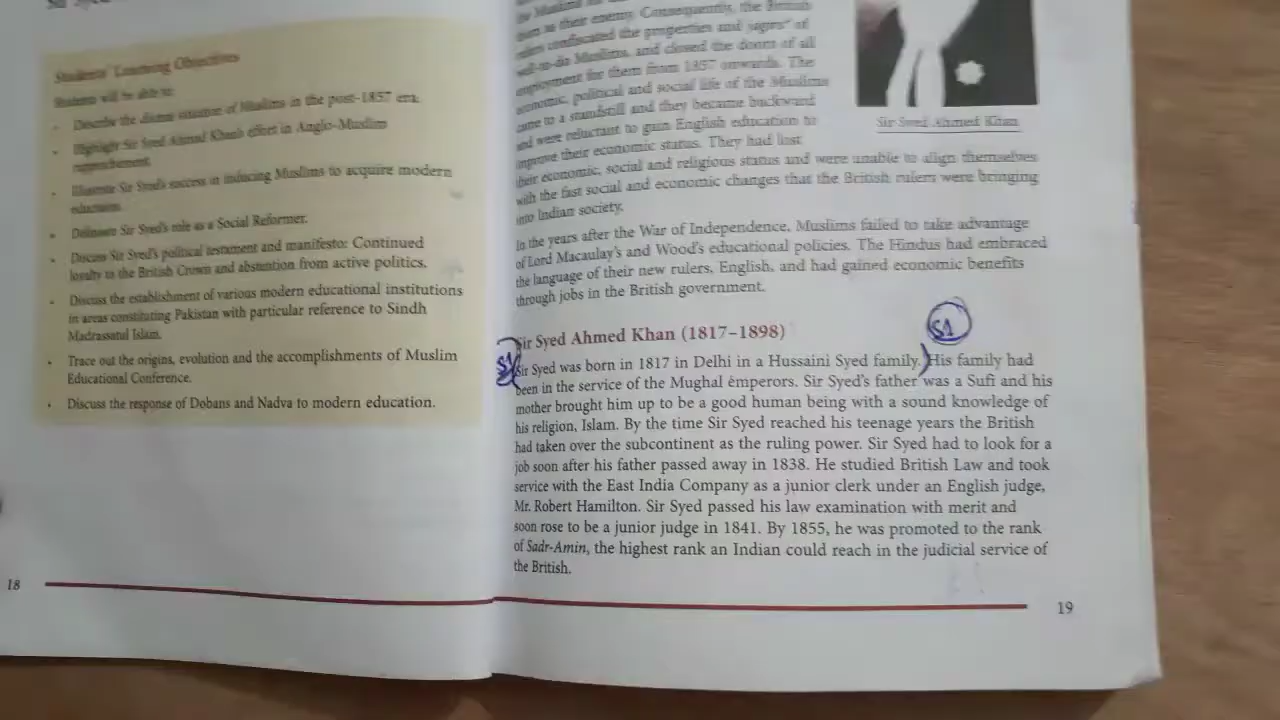 Sir Syed
Students' Learning Objectives
Students will be able to:
• Describe the dismal situation of Muslims in the post-1857 era.
• Highlight Sir Syed Ahmad Khan's effort in Anglo-Muslim
rapprochement.
• Illustrate Sir Syed's success in inducing Muslims to acquire modern
education.
• Delineate Sir Syed's role as a Social Reformer.
• Discuss Sir Syed's political testament and manifesto: Continued
loyalty to the British Crown and abstention from active politics.
• Discuss the establishment of various modern educational institutions
in areas constituting Pakistan with particular reference to Sindh
Madrassatul Islam.
• Trace out the origins, evolution and the accomplishments of Muslim
Educational Conference.
• Discuss the response of Dobans and Nadva to modern education.
18
the Muslims
as their enemy. Consequently, the British
rulers confiscated the properties and jagirs* of
well-to-do Muslims, and closed the doors of all
employment for them from 1857 onwards. The
economic, political and social life of the Muslims
came to a standstill and they became backward
and were reluctant to gain English education to
improve their economic status. They had lost
their economic, social and religious status and were unable to align themselves
with the fast social and economic changes that the British rulers were bringing
into Indian society.
Sir Syed Ahmed Khan
In the years after the War of Independence, Muslims failed to take advantage
of Lord Macaulay's and Wood's educational policies. The Hindus had embraced
the language of their new rulers, English, and had gained economic benefits
through jobs in the British government.
S1
Sir Syed Ahmed Khan (1817–1898)
S1
Sir Syed was born in 1817 in Delhi in a Hussaini Syed family. His family had
been in the service of the Mughal emperors. Sir Syed's father was a Sufi and his
mother brought him up to be a good human being with a sound knowledge of
his religion, Islam. By the time Sir Syed reached his teenage years the British
had taken over the subcontinent as the ruling power. Sir Syed had to look for a
job soon after his father passed away in 1838. He studied British Law and took
service with the East India Company as a junior clerk under an English judge,
Mr. Robert Hamilton. Sir Syed passed his law examination with merit and
soon rose to be a junior judge in 1841. By 1855, he was promoted to the rank
of Sadr-Amin, the highest rank an Indian could reach in the judicial service of
the British.
19